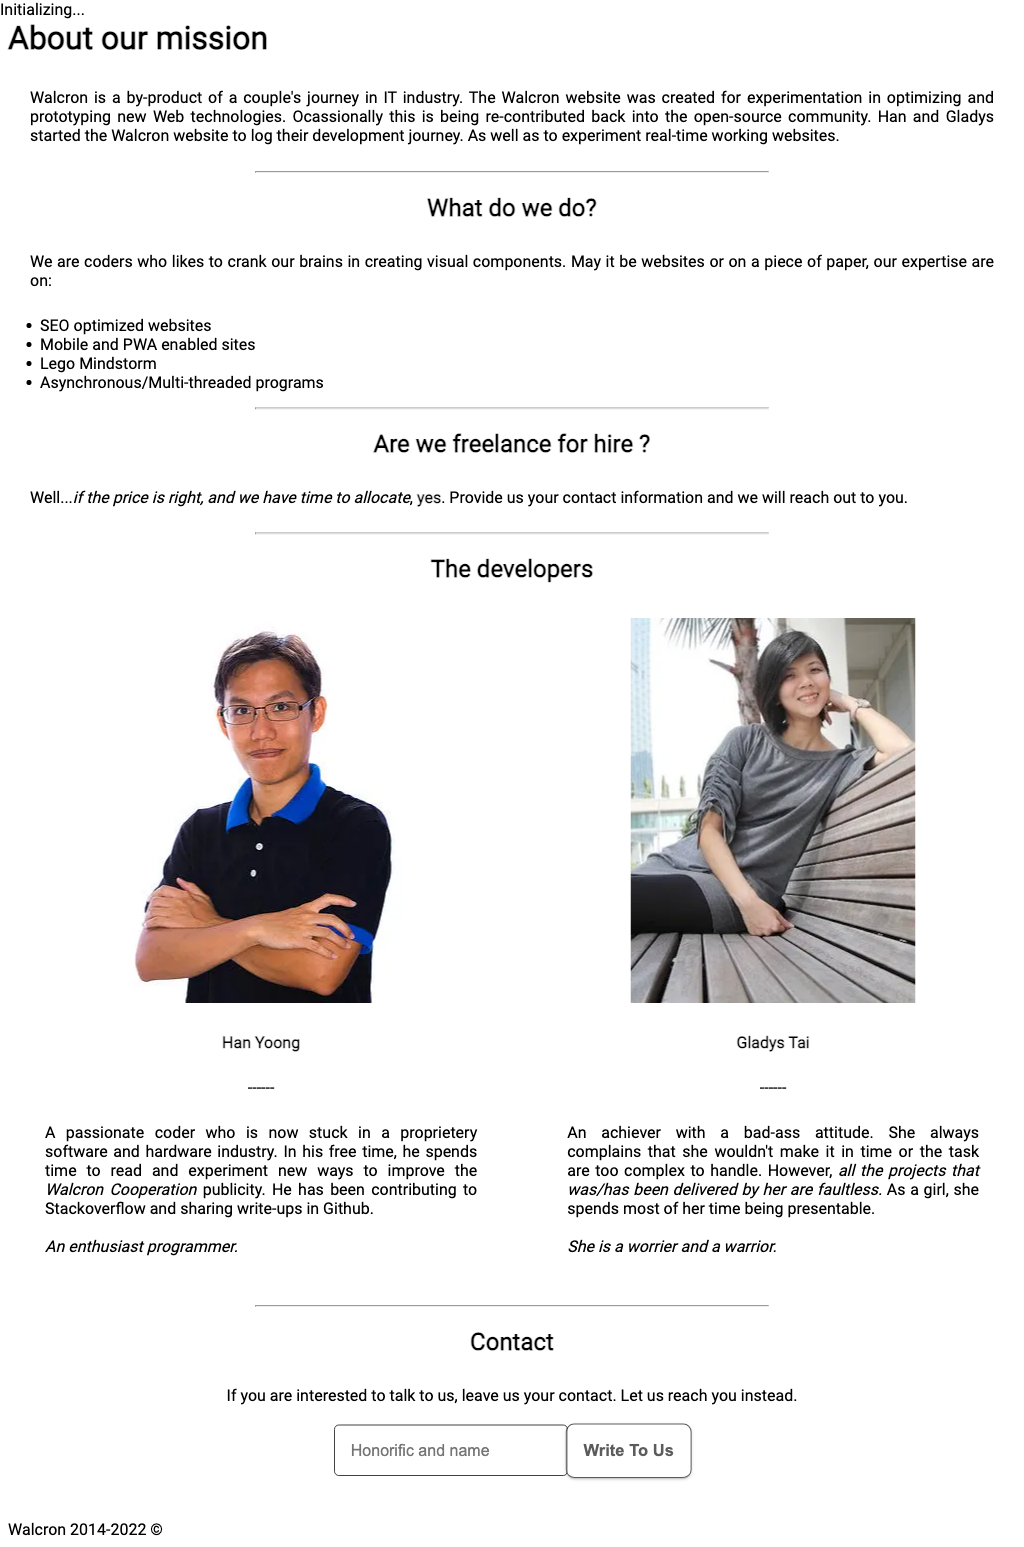 Initializing...
About our mission
Walcron is a by-product of a couple's journey in IT industry. The Walcron website was created for experimentation in optimizing and
prototyping new Web technologies. Ocassionally this is being re-contributed back into the open-source community. Han and Gladys
started the Walcron website to log their development journey. As well as to experiment real-time working websites.
What do we do?
We are coders who likes to crank our brains in creating visual components. May it be websites or on a piece of paper, our expertise are
on:
• SEO optimized websites
• Mobile and PWA enabled sites
• Lego Mindstorm
• Asynchronous/Multi-threaded programs
Are we freelance for hire ?
Well...if the price is right, and we have time to allocate, yes. Provide us your contact information and we will reach out to you.
The developers
Han Yoong
------
A passionate coder who is now stuck in a proprietery
software and hardware industry. In his free time, he spends
time to read and experiment new ways to improve the
Walcron Cooperation publicity. He has been contributing to
Stackoverflow and sharing write-ups in Github.
An enthusiast programmer.
Gladys Tai
------
An achiever with a bad-ass attitude. She always
complains that she wouldn't make it in time or the task
are too complex to handle. However, all the projects that
was/has been delivered by her are faultless. As a girl, she
spends most of her time being presentable.
She is a worrier and a warrior.
Contact
If you are interested to talk to us, leave us your contact. Let us reach you instead.
Honorific and name
Write To Us
Walcron 2014-2022 ©